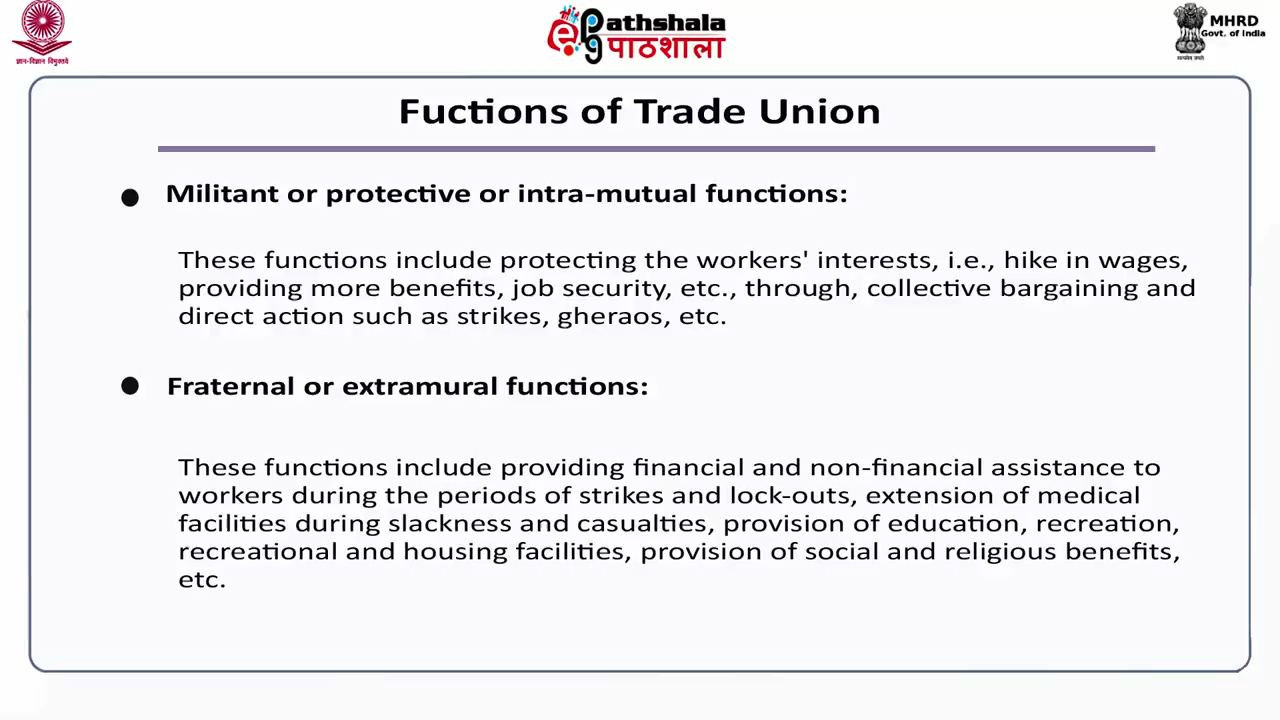 ज्ञान-विज्ञान विमुक्तये
ePathshala
पाठशाला
MHRD
Govt. of India
सत्यमेव जयते
Fuctions of Trade Union
● Militant or protective or intra-mutual functions:
These functions include protecting the workers' interests, i.e., hike in wages,
providing more benefits, job security, etc., through, collective bargaining and
direct action such as strikes, gheraos, etc.
● Fraternal or extramural functions:
These functions include providing financial and non-financial assistance to
workers during the periods of strikes and lock-outs, extension of medical
facilities during slackness and casualties, provision of education, recreation,
recreational and housing facilities, provision of social and religious benefits,
etc.